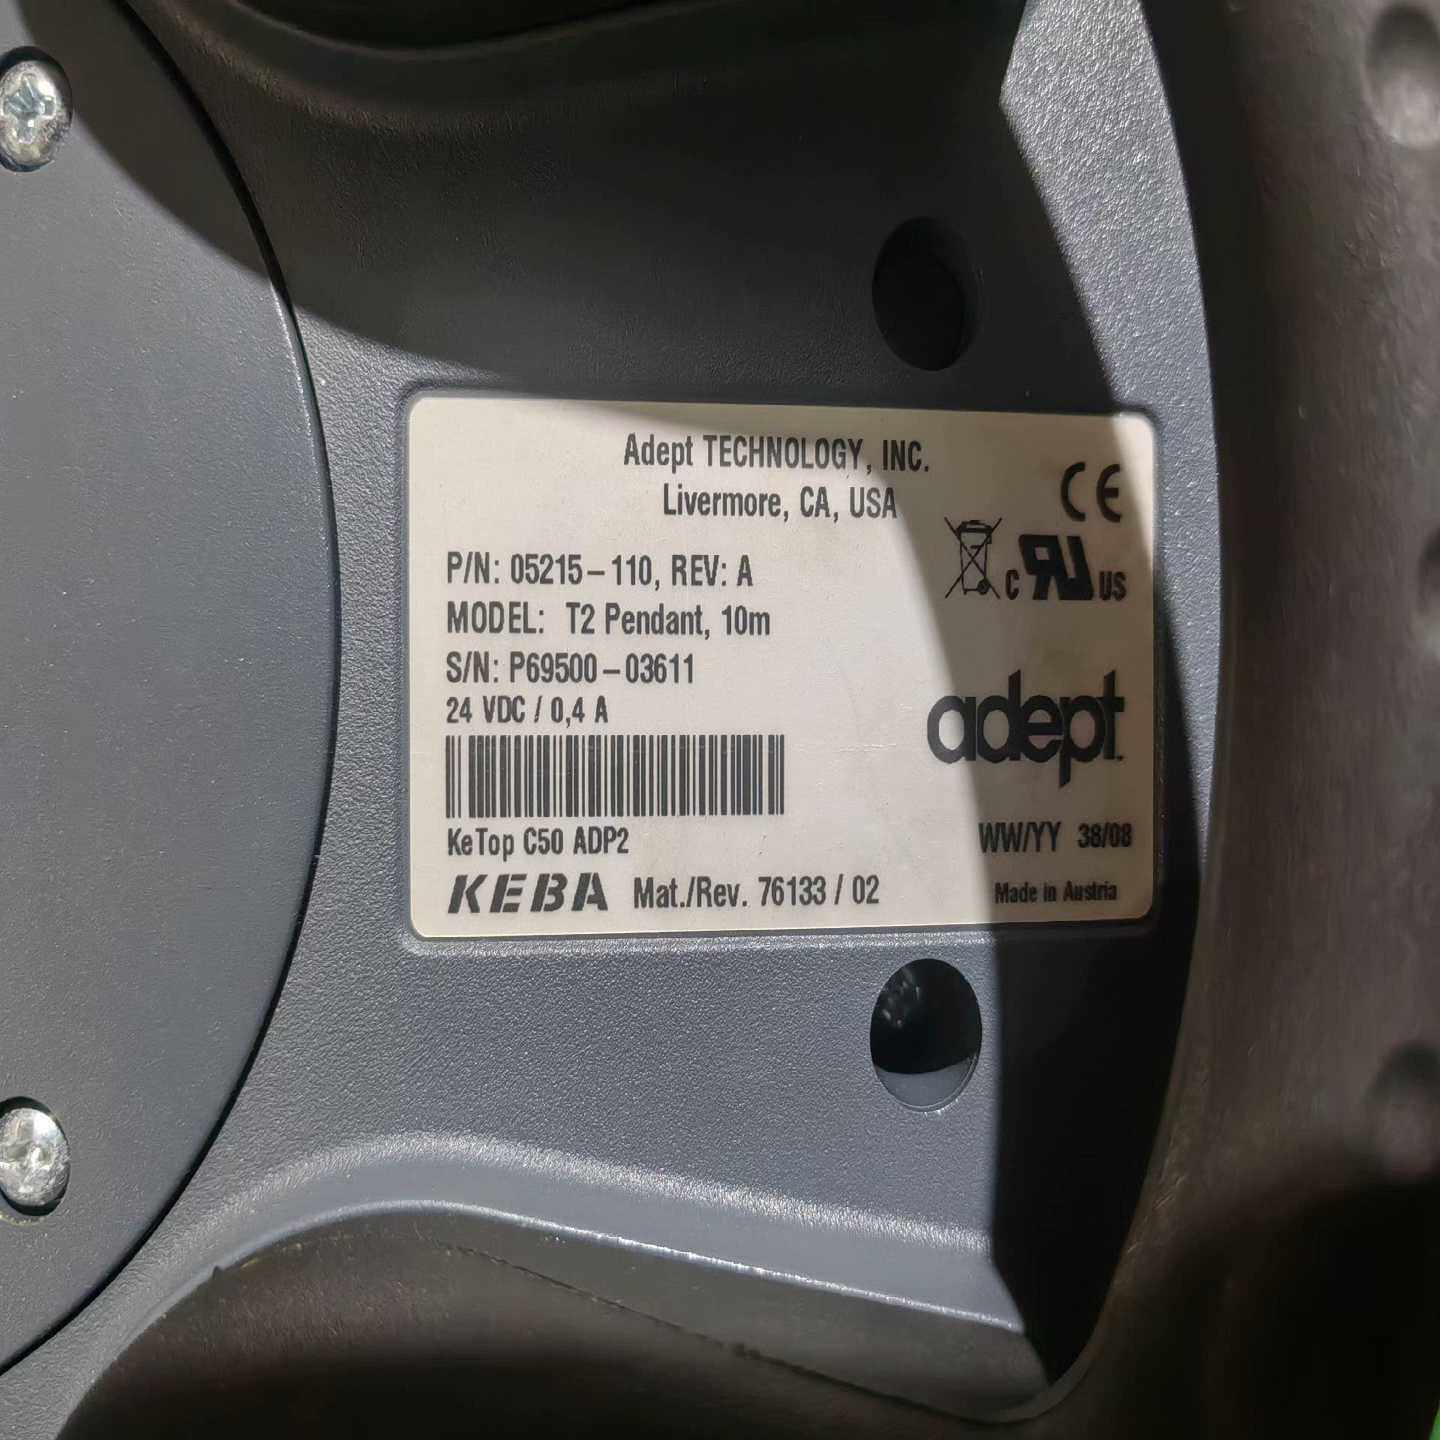 Adept TECHNOLOGY, INC.
Livermore, CA, USA
CE
P/N: 05215-110, REV: A
C RU US
MODEL: T2 Pendant, 10m
S/N: P69500-03611
24 VDC / 0,4 A
adept
KeTop C50 ADP2
WW/YY 38/08
KEBA Mat./Rev. 76133 / 02
Made in Austria